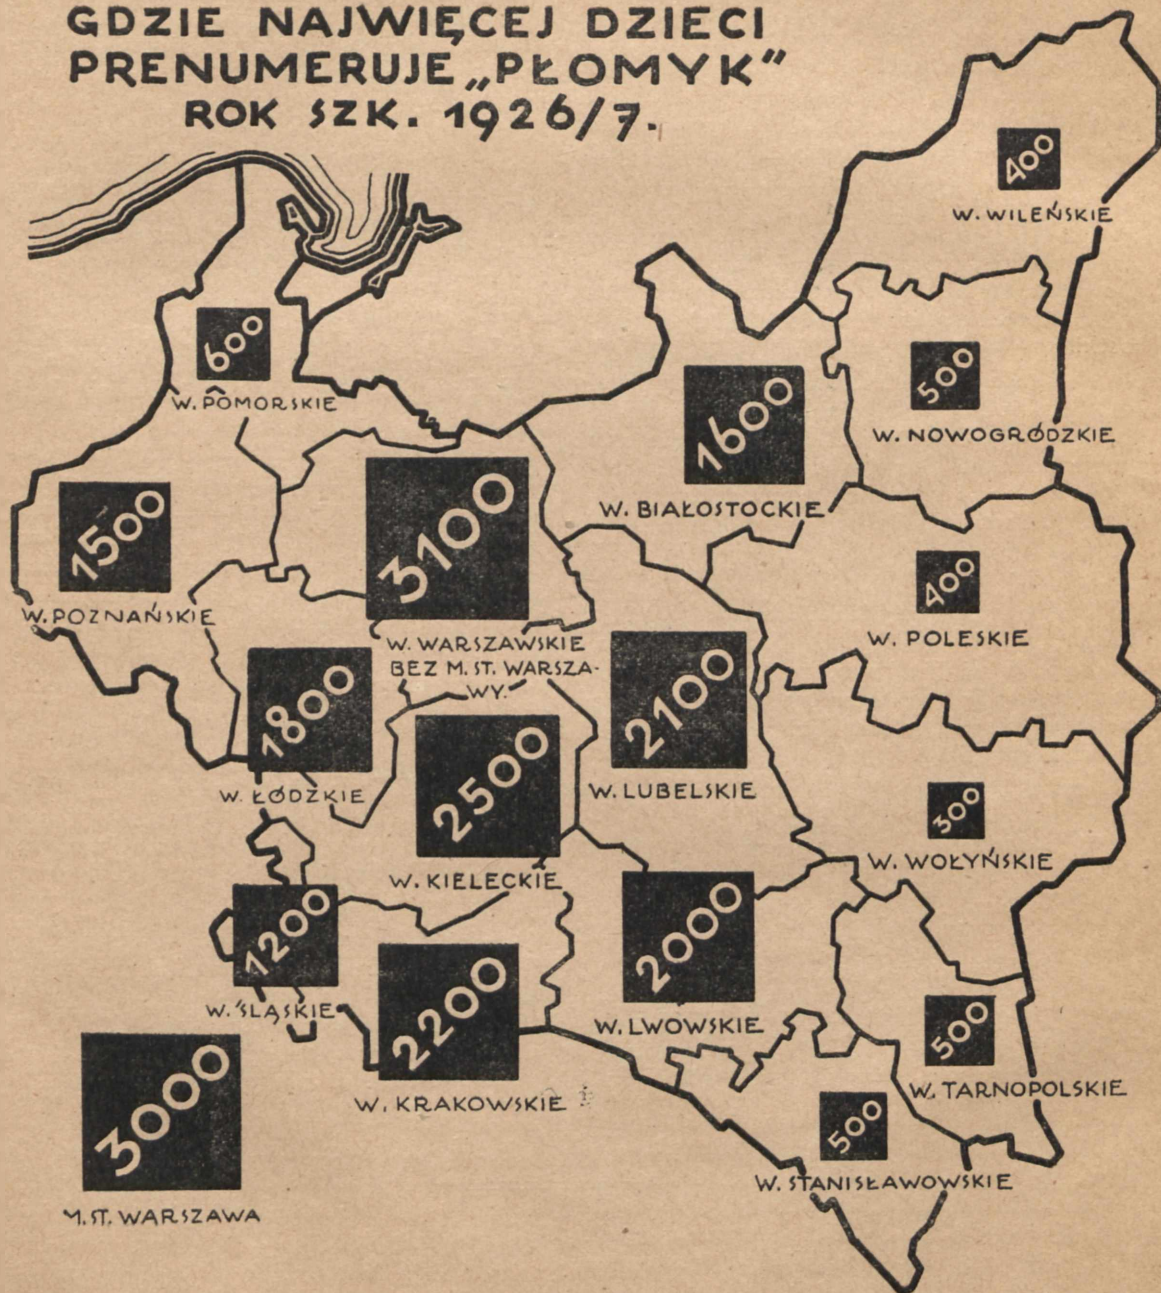 GDZIE NAJWIĘCEJ DZIECI
PRENUMERUJE „PŁOMYK”
ROK SZK. 1926/7.
400
W. WILEŃSKIE
600
W. POMORSKIE
500
W. NOWOGRÓDZKIE
1600
W. BIAŁOSTOCKIE
1500
W. POZNAŃSKIE
3100
W. WARSZAWSKIE
BEZ M. ST. WARSZA-
WY.
400
W. POLESKIE
1800
W. ŁÓDZKIE
2100
W. LUBELSKIE
2500
W. KIELECKIE
300
W. WOŁYŃSKIE
1200
W. ŚLĄSKIE
2000
W. LWOWSKIE
2200
W. KRAKOWSKIE
500
W. TARNOPOLSKIE
500
W. STANISŁAWOWSKIE
3000
M. ST. WARSZAWA